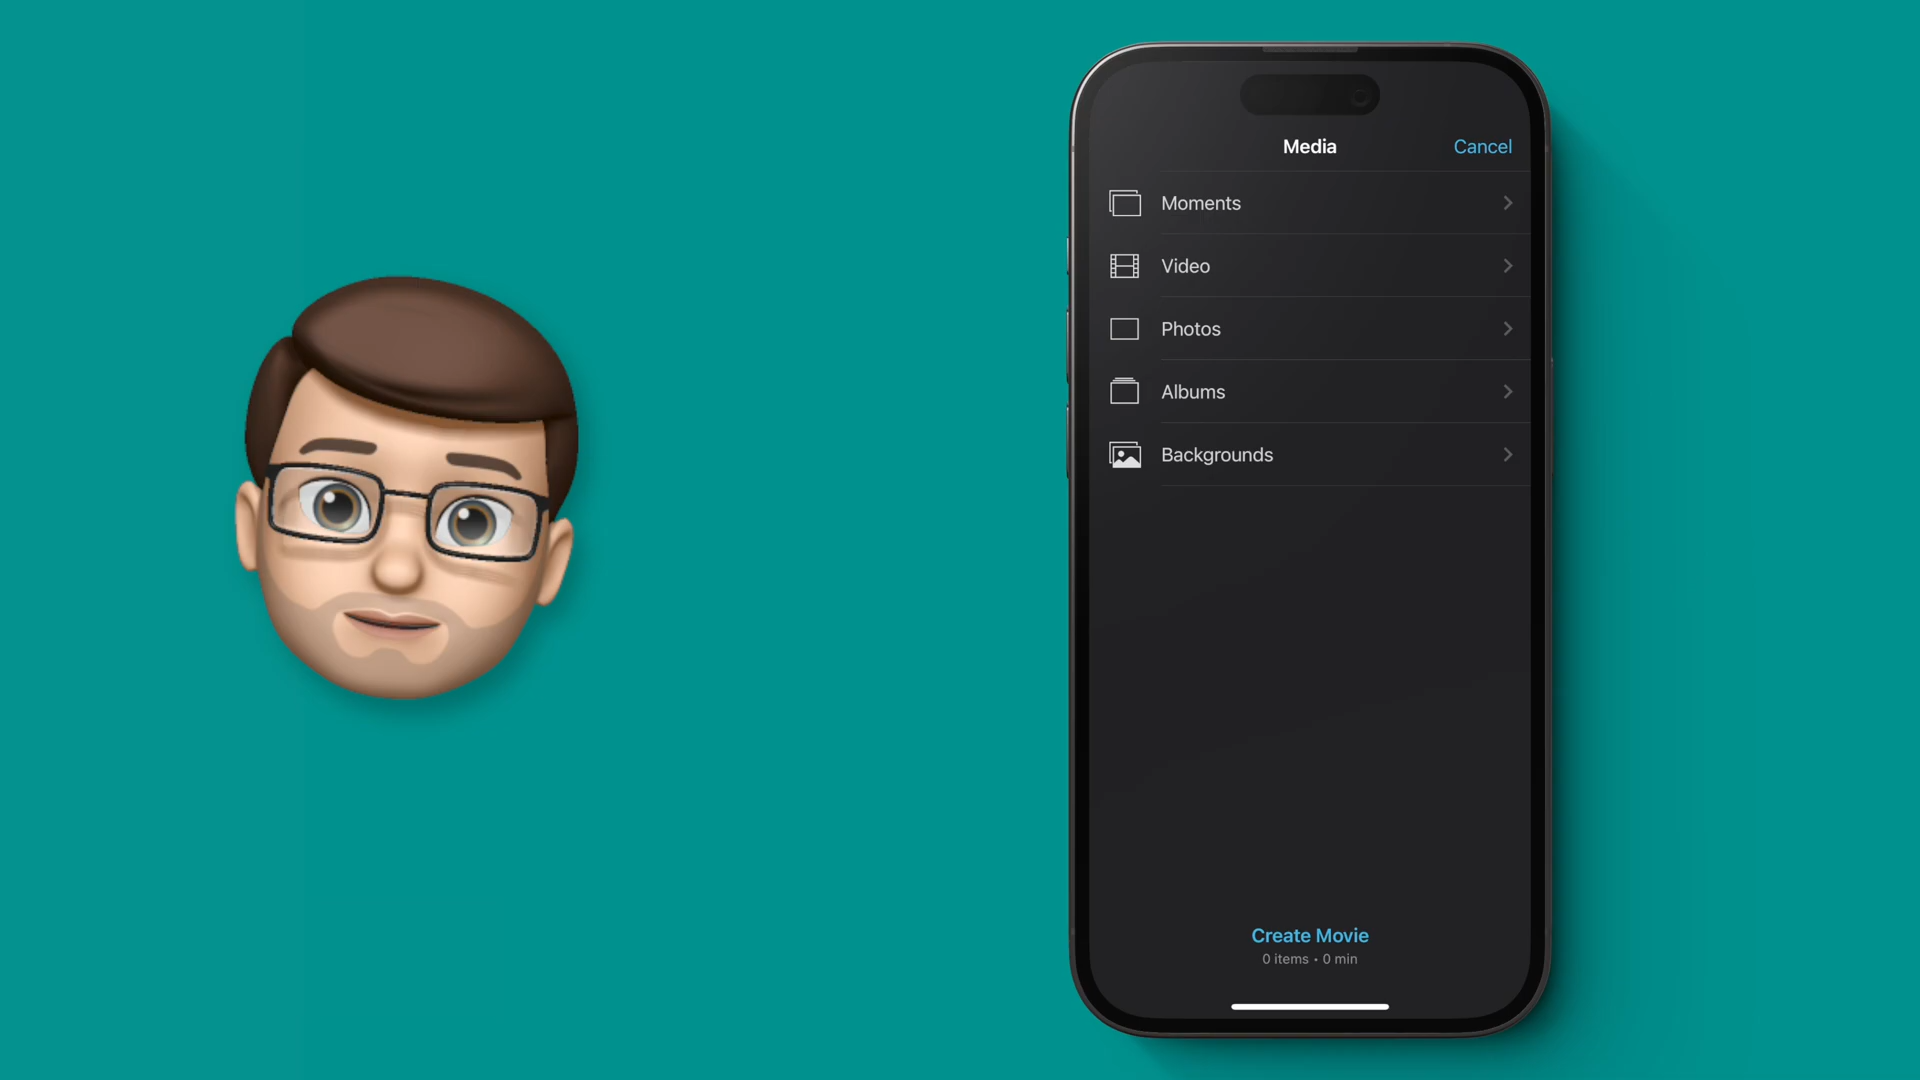 Media
Cancel
Moments
Video
Photos
Albums
Backgrounds
Create Movie
0 items • 0 min